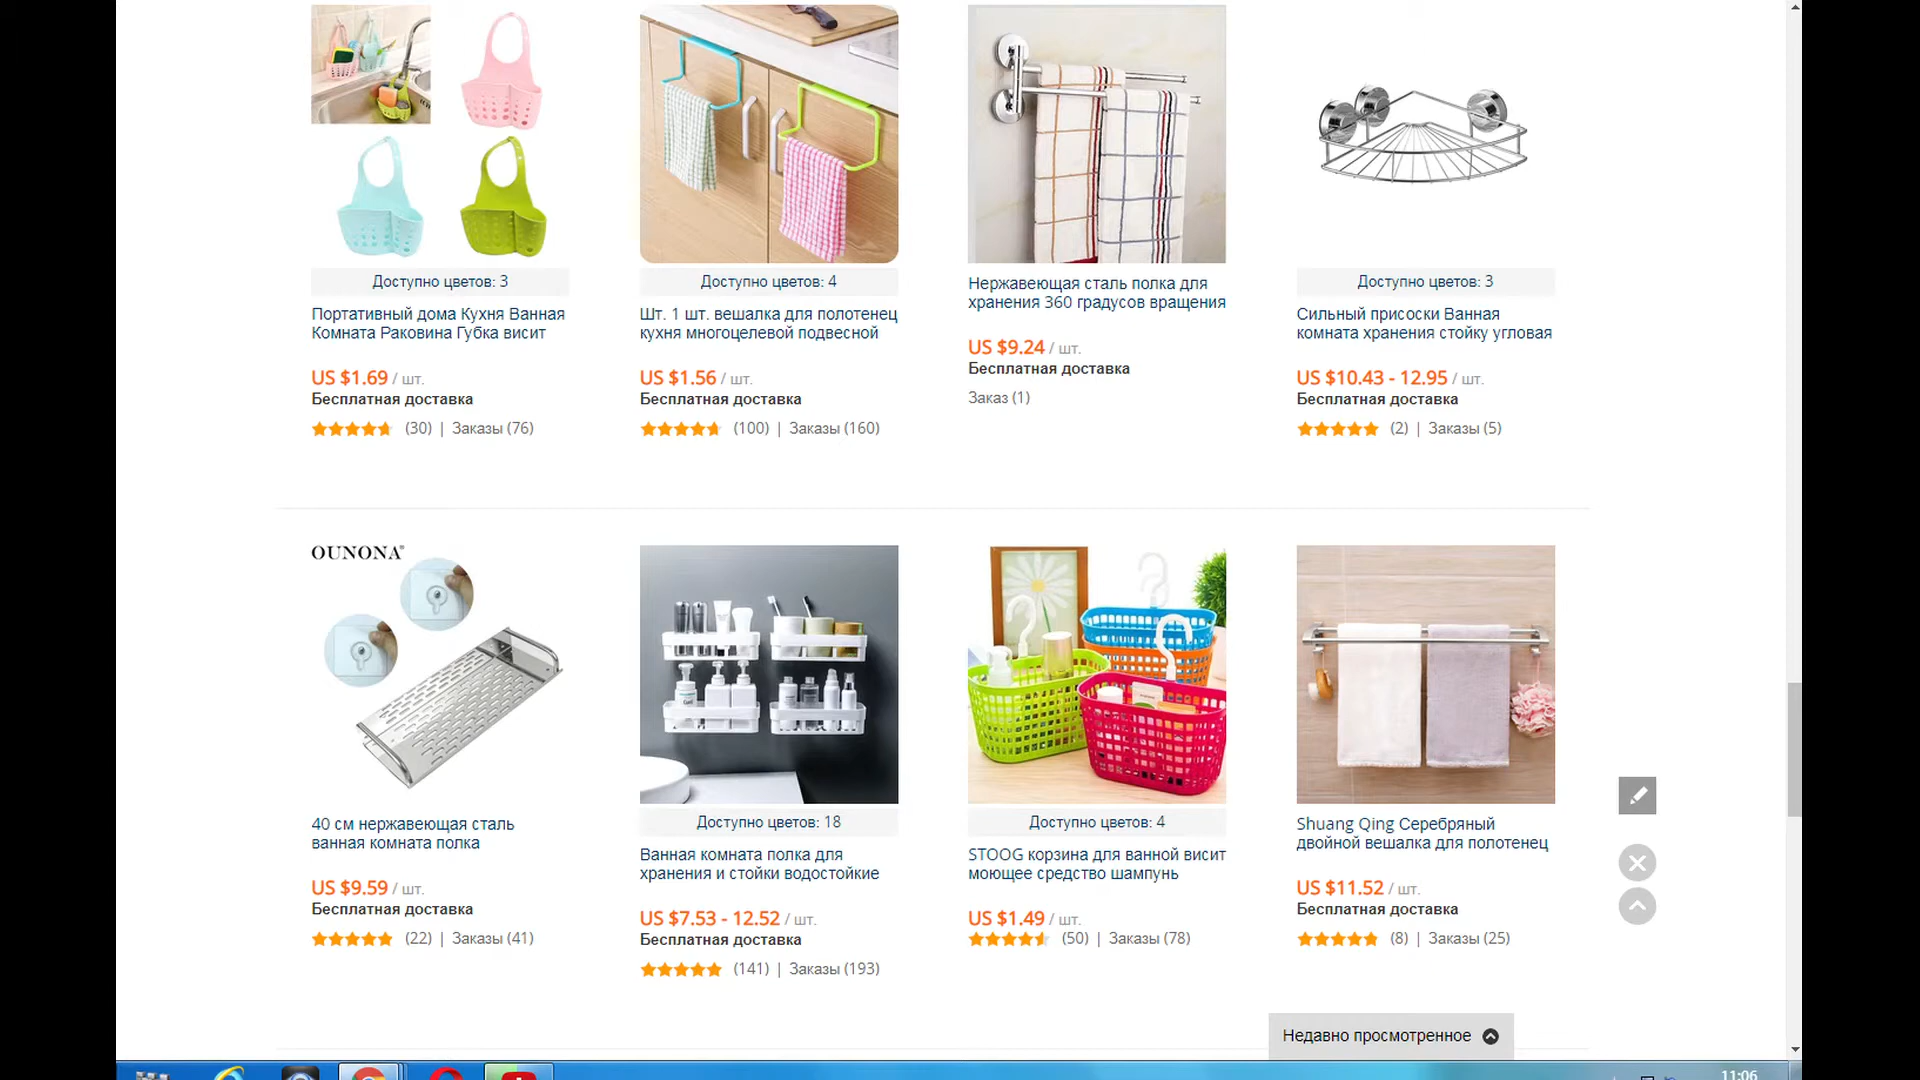 Доступно цветов: 3
Портативный дома Кухня Ванная
Комната Раковина Губка висит
US $1.69 / шт.
Бесплатная доставка
(30) | Заказы (76)
Доступно цветов: 4
Шт. 1 шт. вешалка для полотенец
кухня многоцелевой подвесной
US $1.56 / шт.
Бесплатная доставка
(100) | Заказы (160)
Нержавеющая сталь полка для
хранения 360 градусов вращения
US $9.24 / шт.
Бесплатная доставка
Заказ (1)
Доступно цветов: 3
Сильный присоски Ванная
комната хранения стойку угловая
US $10.43 - 12.95 / шт.
Бесплатная доставка
(2) | Заказы (5)
OUNONA®
40 см нержавеющая сталь
ванная комната полка
US $9.59 / шт.
Бесплатная доставка
(22) | Заказы (41)
Доступно цветов: 18
Ванная комната полка для
хранения и стойки водостойкие
US $7.53 - 12.52 / шт.
Бесплатная доставка
(141) | Заказы (193)
Доступно цветов: 4
STOOG корзина для ванной висит
моющее средство шампунь
US $1.49 / шт.
(50) | Заказы (78)
Shuang Qing Серебряный
двойной вешалка для полотенец
US $11.52 / шт.
Бесплатная доставка
(8) | Заказы (25)
Недавно просмотренное
11:06